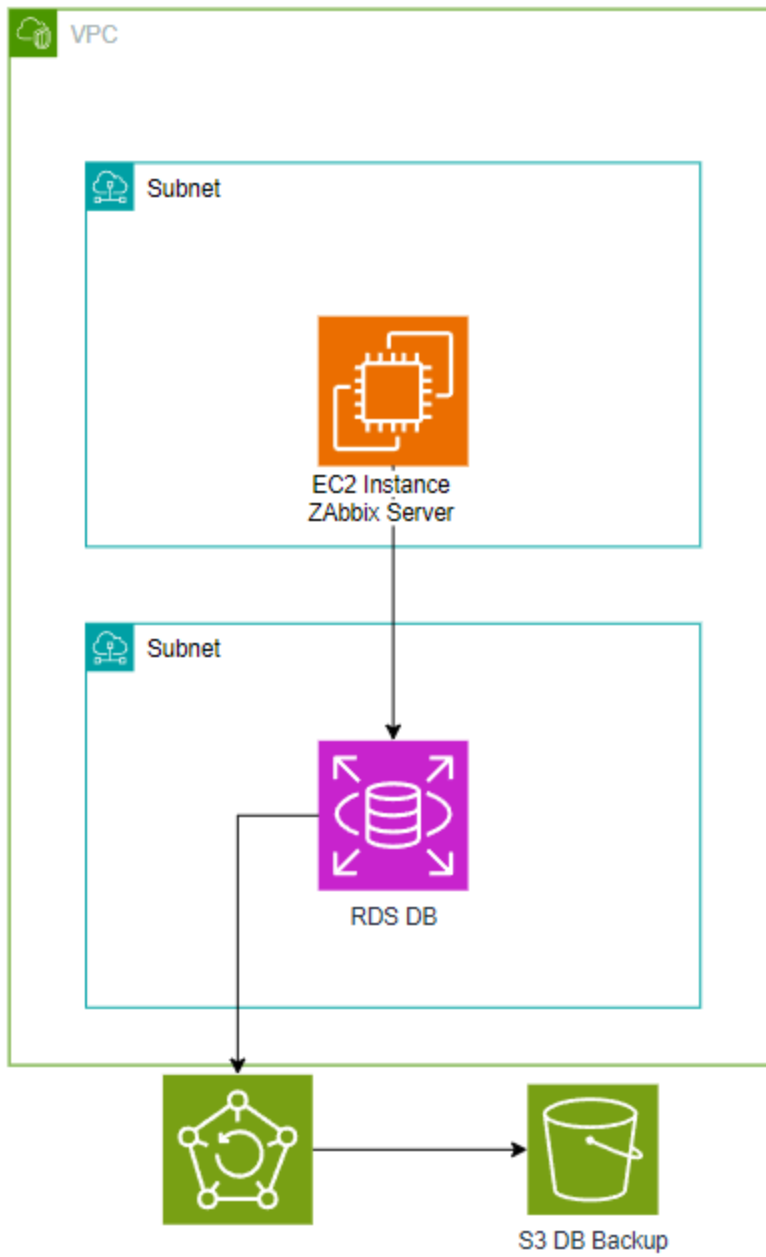 VPC
Subnet
EC2 Instance
ZAbbix Server
Subnet
RDS DB
S3 DB Backup